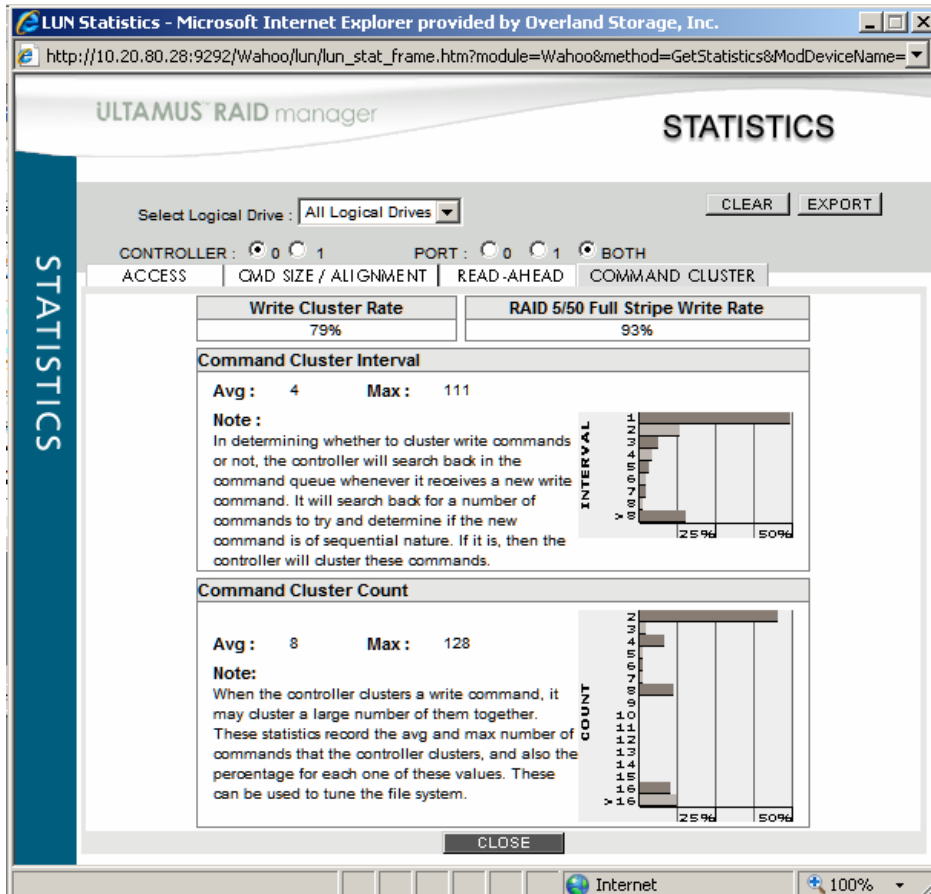 LUN Statistics - Microsoft Internet Explorer provided by Overland Storage, Inc.
http://10.20.80.28:9292/Wahoo/lun/lun_stat_frame.htm?module=Wahoo&method=GetStatistics&ModDeviceName=
ULTAMUS™ RAID manager
STATISTICS
STATISTICS
Select Logical Drive : All Logical Drives
CLEAR EXPORT
CONTROLLER : 0 1 PORT : 0 1 BOTH
ACCESS CMD SIZE / ALIGNMENT READ-AHEAD COMMAND CLUSTER
Write Cluster Rate RAID 5/50 Full Stripe Write Rate
79% 93%
Command Cluster Interval
Avg : 4 Max : 111
Note :
In determining whether to cluster write commands
or not, the controller will search back in the
command queue whenever it receives a new write
command. It will search back for a number of
commands to try and determine if the new
command is of sequential nature. If it is, then the
controller will cluster these commands.
INTERVAL
1
2
3
4
5
6
7
8
>8
25% 50%
Command Cluster Count
Avg : 8 Max : 128
Note:
When the controller clusters a write command, it
may cluster a large number of them together.
These statistics record the avg and max number of
commands that the controller clusters, and also the
percentage for each one of these values. These
can be used to tune the file system.
COUNT
2
3
4
5
6
7
8
9
10
11
12
13
14
15
16
>16
25% 50%
CLOSE
Internet 100%